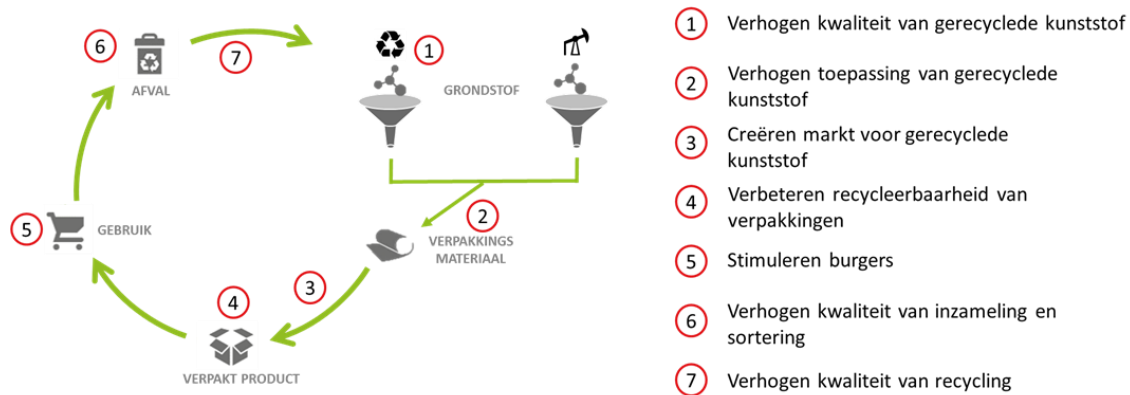 6
AFVAL
7
1
GRONDSTOF
2
VERPAKKINGS
MATERIAAL
3
4
VERPAKT PRODUCT
5
GEBRUIK
1 Verhogen kwaliteit van gerecyclede kunststof
2 Verhogen toepassing van gerecyclede
kunststof
3 Creëren markt voor gerecyclede
kunststof
4 Verbeteren recycleerbaarheid van
verpakkingen
5 Stimuleren burgers
6 Verhogen kwaliteit van inzameling en
sortering
7 Verhogen kwaliteit van recycling